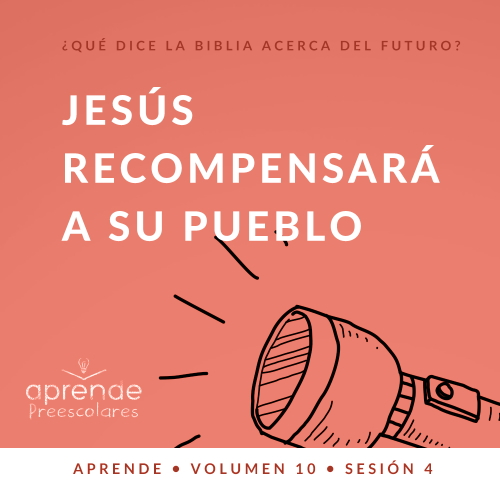 ¿QUÉ DICE LA BIBLIA ACERCA DEL FUTURO?
JESÚS
RECOMPENSARÁ
A SU PUEBLO
aprende
Preescolares
APRENDE • VOLUMEN 10 • SESIÓN 4